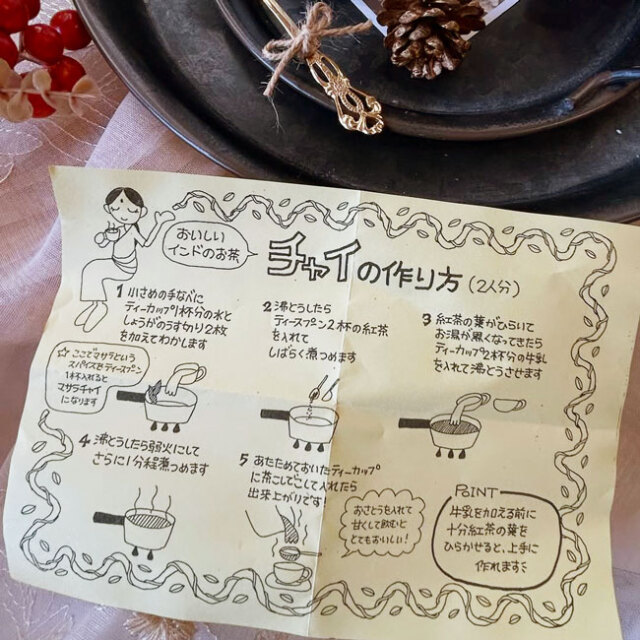 おいしい
インドのお茶
チャイの作り方(2人分)
1 小さめの手なべに
ティーカップ1杯分の水と
しょうがのうす切り2枚
を加えてわかします
☆ ここでマサラという
スパイスをティースプーン
1杯入れると
マサラチャイ
になります
2 沸とうしたら
ティースプーン2杯の紅茶
を入れて
しばらく煮つめます
3 紅茶の葉がひらいて
お湯が黒くなってきたら
ティーカップ2杯分の牛乳
を入れて沸とうさせます
4 沸とうしたら弱火にして
さらに1分程煮つめます
5 あたためておいたティーカップ
に茶こしでこして入れたら
出来上がりです
おさとうを入れて
甘くして飲むと
とてもおいしい!
POINT
牛乳を加える前に
十分紅茶の葉を
ひらかせると、上手に
作れます